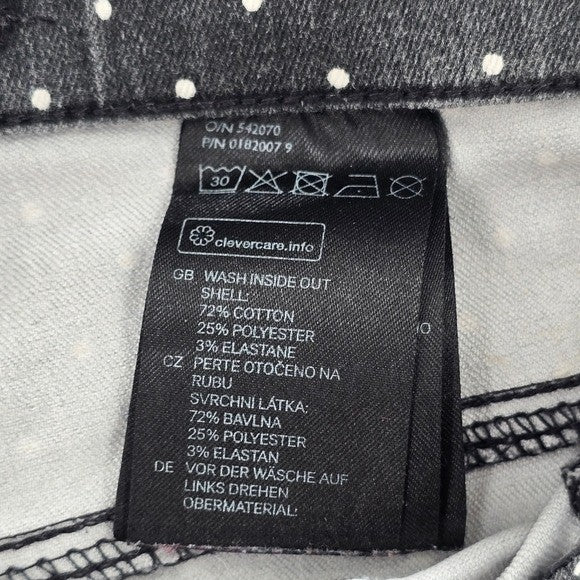 O/N 542070
P/N 0182007 9
30
clevercare.info
GB WASH INSIDE OUT
SHELL:
72% COTTON
25% POLYESTER
3% ELASTANE
CZ PERTE OTOČENO NA
RUBU
SVRCHNÍ LÁTKA:
72% BAVLNA
25% POLYESTER
3% ELASTAN
DE VOR DER WÄSCHE AUF
LINKS DREHEN
OBERMATERIAL: